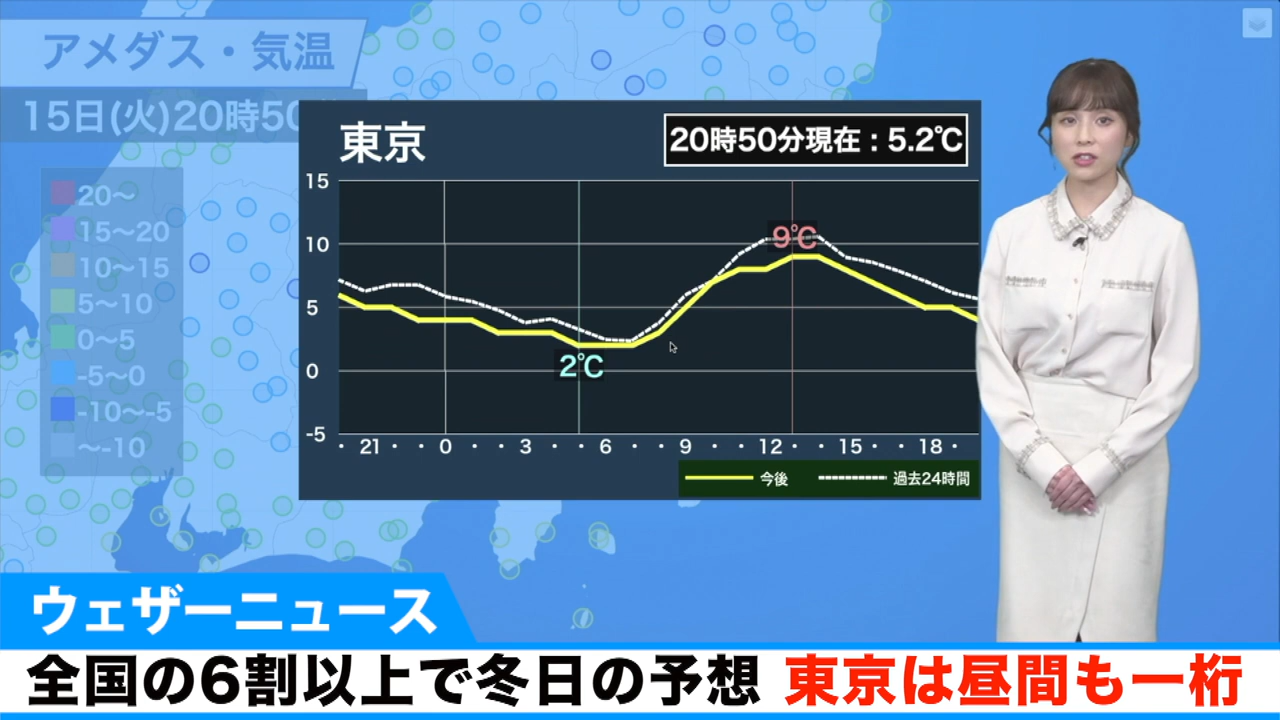 アメダス・気温
15日(火)20時50
20〜
15〜20
10〜15
5〜10
0〜5
-5〜0
-10〜-5
〜-10
東京
20時50分現在：5.2℃
15
10
5
0
-5
9℃
2℃
・ 21 ・ ・ 0 ・ ・ 3 ・ ・ 6 ・ ・ 9 ・ ・ 12 ・ ・ 15 ・ ・ 18 ・
今後 過去24時間
ウェザーニュース
全国の6割以上で冬日の予想 東京は昼間も一桁